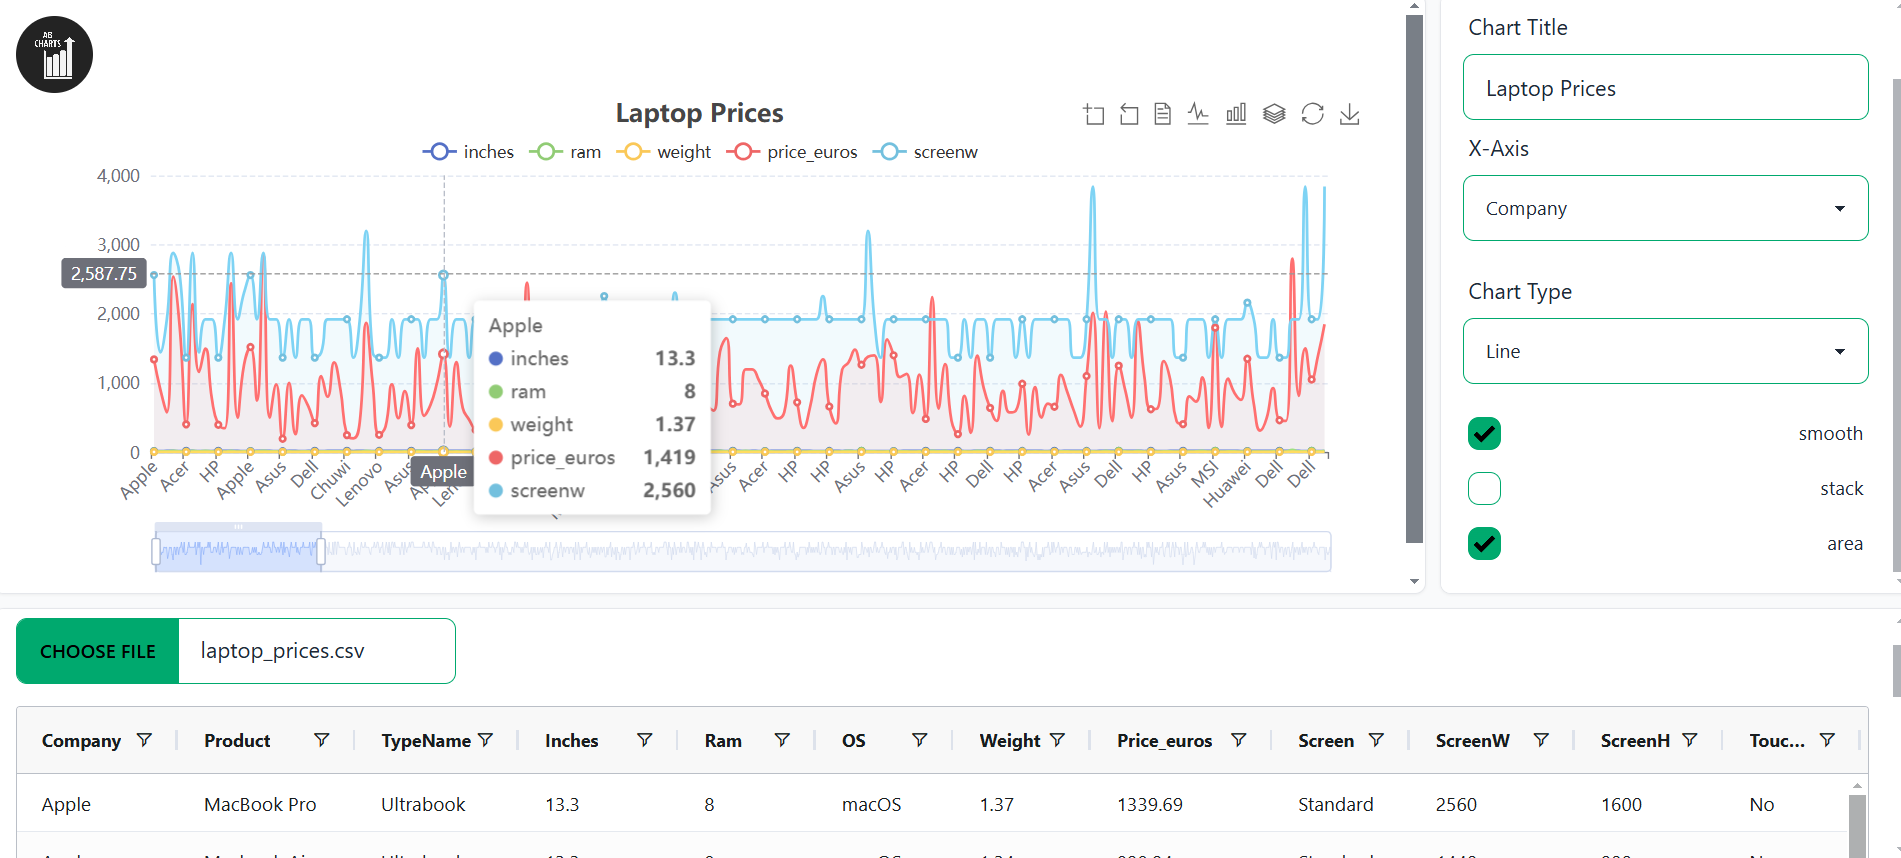 AB
CHARTS
Laptop Prices
inches ram weight price_euros screenw
4,000
3,000
2,587.75
2,000
1,000
0
Apple
inches 13.3
ram 8
weight 1.37
price_euros 1,419
screenw 2,560
Apple Acer HP Apple Asus Dell Chuwi Lenovo Asus Apple Asus Acer HP HP Asus HP Acer HP Dell HP Acer Asus Dell HP Asus MSI Huawei Dell Dell
Chart Title
Laptop Prices
X-Axis
Company
Chart Type
Line
smooth
stack
area
CHOOSE FILE laptop_prices.csv
Company Product TypeName Inches Ram OS Weight Price_euros Screen ScreenW ScreenH Touc...
Apple MacBook Pro Ultrabook 13.3 8 macOS 1.37 1339.69 Standard 2560 1600 No